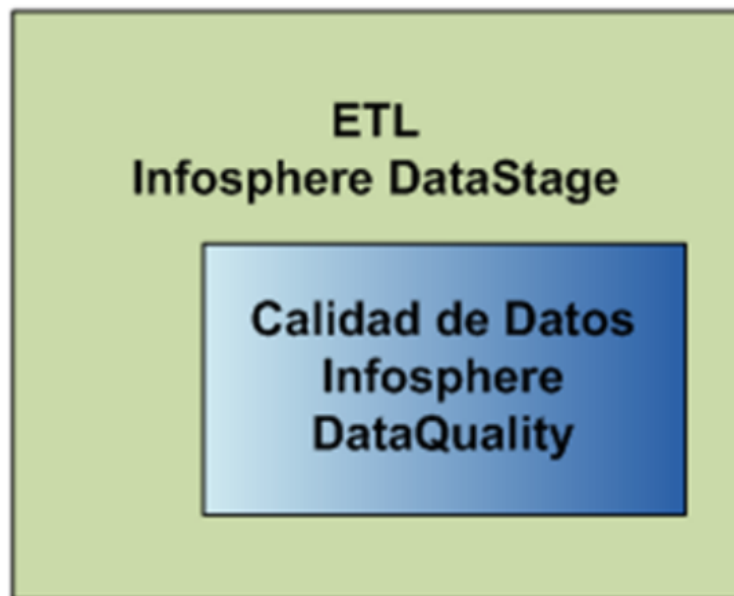 ETL
Infosphere DataStage
Calidad de Datos
Infosphere
DataQuality